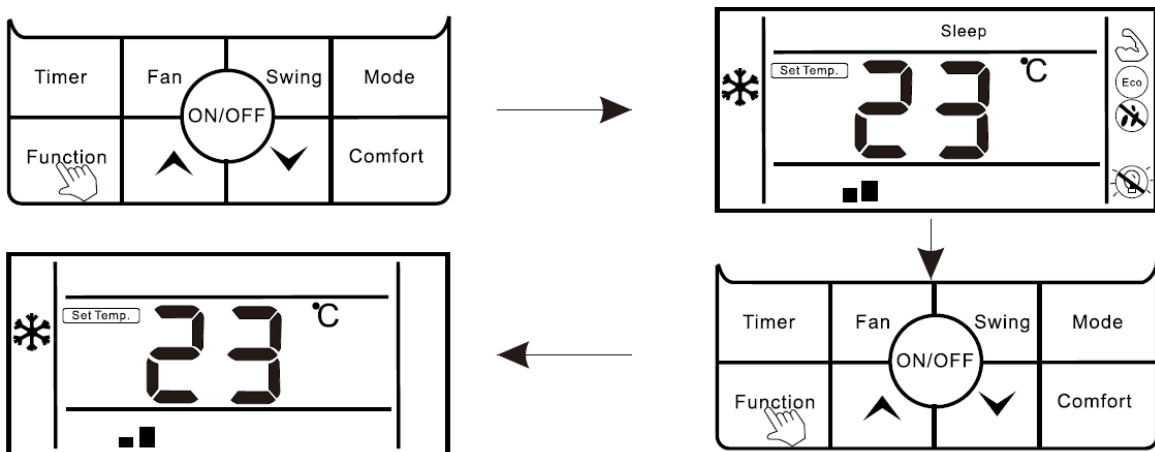 Timer Fan Swing Mode
ON/OFF
Function Comfort
Sleep
Set Temp. 23 °C
Eco
Set Temp. 23 °C
Timer Fan Swing Mode
ON/OFF
Function Comfort